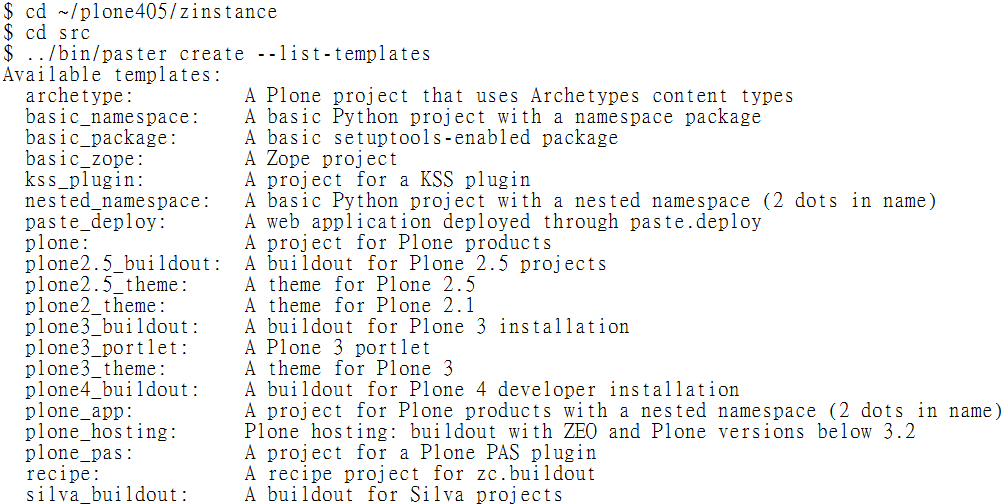 $ cd ~/plone405/zinstance
$ cd src
$ ../bin/paster create --list-templates
Available templates:
  archetype:          A Plone project that uses Archetypes content types
  basic_namespace:    A basic Python project with a namespace package
  basic_package:      A basic setuptools-enabled package
  basic_zope:         A Zope project
  kss_plugin:         A project for a KSS plugin
  nested_namespace:   A basic Python project with a nested namespace (2 dots in name)
  paste_deploy:       A web application deployed through paste.deploy
  plone:              A project for Plone products
  plone2.5_buildout:  A buildout for Plone 2.5 projects
  plone2.5_theme:     A theme for Plone 2.5
  plone2_theme:       A theme for Plone 2.1
  plone3_buildout:    A buildout for Plone 3 installation
  plone3_portlet:     A Plone 3 portlet
  plone3_theme:       A theme for Plone 3
  plone4_buildout:    A buildout for Plone 4 developer installation
  plone_app:          A project for Plone products with a nested namespace (2 dots in name)
  plone_hosting:      Plone hosting: buildout with ZEO and Plone versions below 3.2
  plone_pas:          A project for a Plone PAS plugin
  recipe:             A recipe project for zc.buildout
  silva_buildout:     A buildout for Silva projects